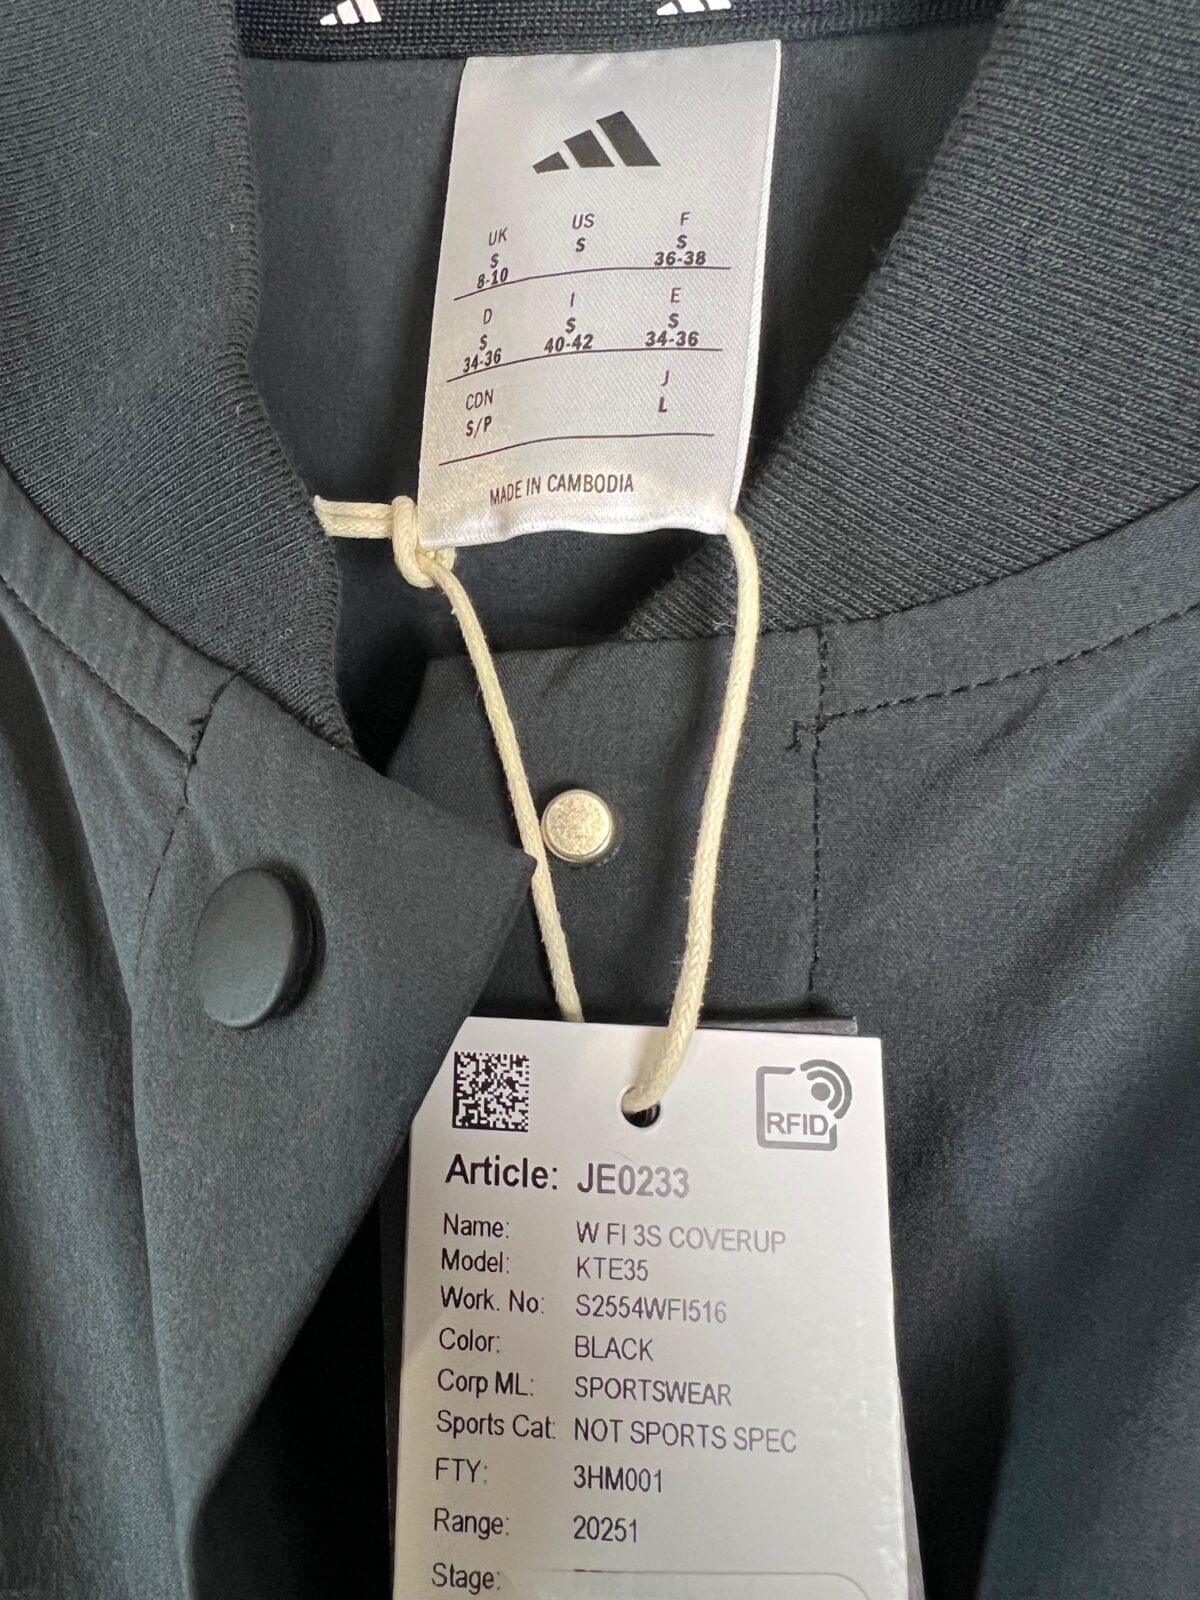 UK US F
S S S
8-10 36-38
D I E
S S S
34-36 40-42 34-36
CDN J
S/P L
MADE IN CAMBODIA
RFID
Article: JE0233
Name: W FI 3S COVERUP
Model: KTE35
Work. No: S2554WFI516
Color: BLACK
Corp ML: SPORTSWEAR
Sports Cat: NOT SPORTS SPEC
FTY: 3HM001
Range: 20251
Stage: